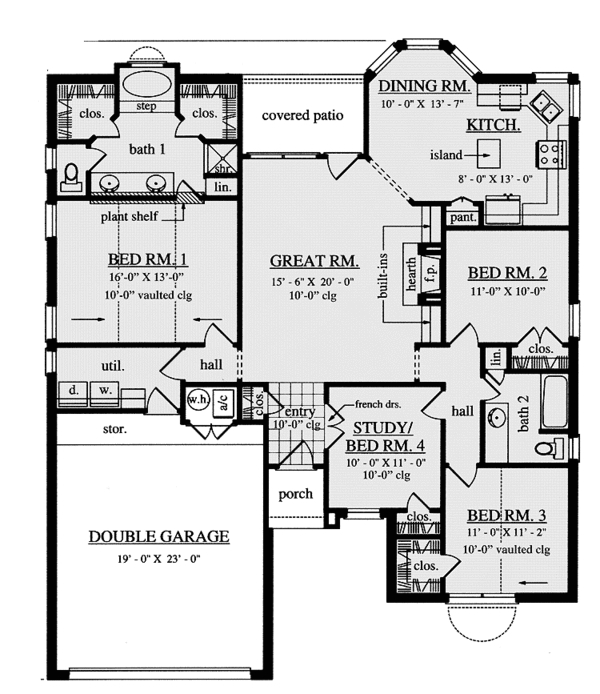 DINING RM.
10' - 0" X 13' - 7"
clos.
step
clos.
covered patio
KITCH.
bath 1
island
shr.
8' - 0" X 13' - 0"
lin.
plant shelf
pant.
BED RM. 1
16'-0" X 13'-0"
10'-0" vaulted clg
GREAT RM.
15' - 6" X 20' - 0"
10'-0" clg
built-ins
hearth
f.p.
BED RM. 2
11'-0" X 10'-0"
util.
hall
lin.
clos.
d.
w.
w.h.
a/c
clos.
entry
10'-0" clg
french drs.
hall
bath 2
stor.
STUDY/
BED RM. 4
10' - 0" X 11' - 0"
10'-0" clg
porch
clos.
BED RM. 3
11' - 0" X 11' - 2"
10'-0" vaulted clg
DOUBLE GARAGE
19' - 0" X 23' - 0"
clos.